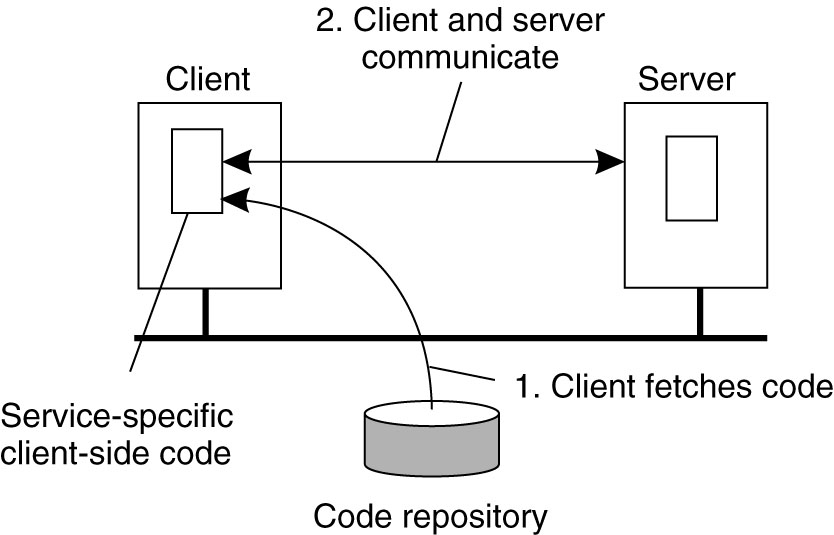 2. Client and server
communicate
Client
Server
1. Client fetches code
Service-specific
client-side code
Code repository